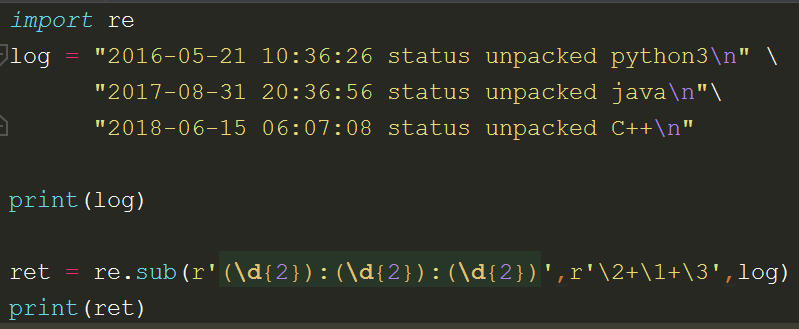 import re
log = "2016-05-21 10:36:26 status unpacked python3\n" \
"2017-08-31 20:36:56 status unpacked java\n"\
"2018-06-15 06:07:08 status unpacked C++\n"
print(log)
ret = re.sub(r'(\d{2}):(\d{2}):(\d{2})',r'\2+\1+\3',log)
print(ret)